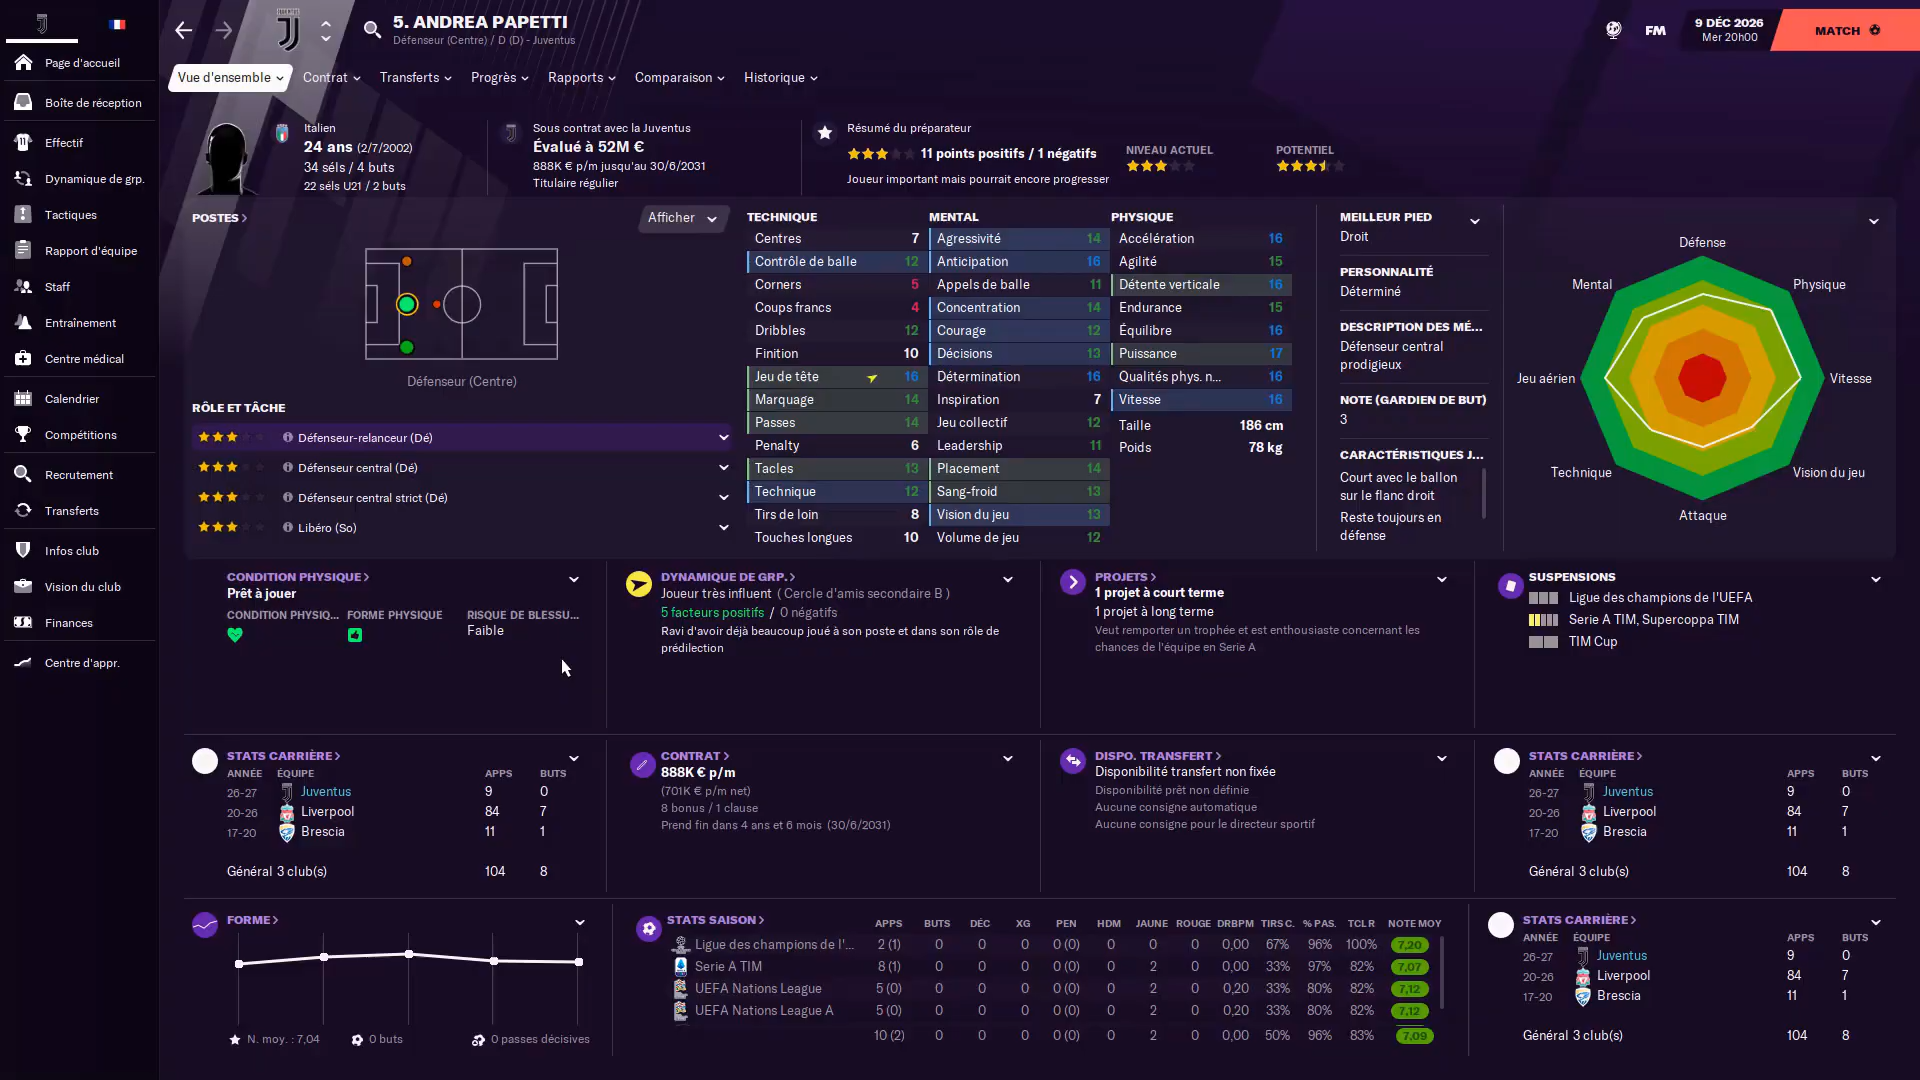 5. ANDREA PAPETTI
Défenseur (Centre) / D (D) - Juventus
FM
9 DÉC 2026
Mer 20h00
MATCH
Page d'accueil
Boîte de réception
Effectif
Dynamique de grp.
Tactiques
Rapport d'équipe
Staff
Entraînement
Centre médical
Calendrier
Compétitions
Recrutement
Transferts
Infos club
Vision du club
Finances
Centre d'appr.
Vue d'ensemble
Contrat
Transferts
Progrès
Rapports
Comparaison
Historique
Italien
24 ans (2/7/2002)
34 séls / 4 buts
22 séls U21 / 2 buts
Sous contrat avec la Juventus
Évalué à 52M €
888K € p/m jusqu'au 30/6/2031
Titulaire régulier
Résumé du préparateur
11 points positifs / 1 négatifs
Joueur important mais pourrait encore progresser
NIVEAU ACTUEL
POTENTIEL
POSTES
Afficher
Défenseur (Centre)
RÔLE ET TÂCHE
Défenseur-relanceur (Dé)
Défenseur central (Dé)
Défenseur central strict (Dé)
Libéro (So)
TECHNIQUE
Centres 7
Contrôle de balle 12
Corners 5
Coups francs 4
Dribbles 12
Finition 10
Jeu de tête 16
Marquage 14
Passes 14
Penalty 6
Tacles 13
Technique 12
Tirs de loin 8
Touches longues 10
MENTAL
Agressivité 14
Anticipation 16
Appels de balle 11
Concentration 14
Courage 12
Décisions 13
Détermination 16
Inspiration 7
Jeu collectif 12
Leadership 11
Placement 14
Sang-froid 13
Vision du jeu 13
Volume de jeu 12
PHYSIQUE
Accélération 16
Agilité 15
Détente verticale 16
Endurance 15
Équilibre 16
Puissance 17
Qualités phys. n... 16
Vitesse 16
Taille 186 cm
Poids 78 kg
MEILLEUR PIED
Droit
PERSONNALITÉ
Déterminé
DESCRIPTION DES MÉ...
Défenseur central
prodigieux
NOTE (GARDIEN DE BUT)
3
CARACTÉRISTIQUES J...
Court avec le ballon
sur le flanc droit
Reste toujours en
défense
Défense
Physique
Vitesse
Vision du jeu
Attaque
Technique
Jeu aérien
Mental
CONDITION PHYSIQUE
Prêt à jouer
CONDITION PHYSIQ... FORME PHYSIQUE RISQUE DE BLESSU...
Faible
DYNAMIQUE DE GRP.
Joueur très influent ( Cercle d'amis secondaire B )
5 facteurs positifs / 0 négatifs
Ravi d'avoir déjà beaucoup joué à son poste et dans son rôle de
prédilection
PROJETS
1 projet à court terme
1 projet à long terme
Veut remporter un trophée et est enthousiaste concernant les
chances de l'équipe en Serie A
SUSPENSIONS
Ligue des champions de l'UEFA
Serie A TIM, Supercoppa TIM
TIM Cup
STATS CARRIÈRE
ANNÉE ÉQUIPE APPS BUTS
26-27 Juventus 9 0
20-26 Liverpool 84 7
17-20 Brescia 11 1
Général 3 club(s) 104 8
CONTRAT
888K € p/m
(701K € p/m net)
8 bonus / 1 clause
Prend fin dans 4 ans et 6 mois (30/6/2031)
DISPO. TRANSFERT
Disponibilité transfert non fixée
Disponibilité prêt non définie
Aucune consigne automatique
Aucune consigne pour le directeur sportif
STATS CARRIÈRE
ANNÉE ÉQUIPE APPS BUTS
26-27 Juventus 9 0
20-26 Liverpool 84 7
17-20 Brescia 11 1
Général 3 club(s) 104 8
FORME
N. moy. : 7,04 0 buts 0 passes décisives
STATS SAISON APPS BUTS DÉC XG PEN HDM JAUNE ROUGE DRBPM TIRS C. % PAS. TCL R NOTE MOY
Ligue des champions de l'... 2 (1) 0 0 0 0 (0) 0 0 0 0,00 67% 96% 100% 7,20
Serie A TIM 8 (1) 0 0 0 0 (0) 0 2 0 0,00 33% 97% 82% 7,07
UEFA Nations League 5 (0) 0 0 0 0 (0) 0 2 0 0,20 33% 80% 82% 7,12
UEFA Nations League A 5 (0) 0 0 0 0 (0) 0 2 0 0,20 33% 80% 82% 7,12
10 (2) 0 0 0 0 (0) 0 2 0 0,00 50% 96% 83% 7,09
STATS CARRIÈRE
ANNÉE ÉQUIPE APPS BUTS
26-27 Juventus 9 0
20-26 Liverpool 84 7
17-20 Brescia 11 1
Général 3 club(s) 104 8